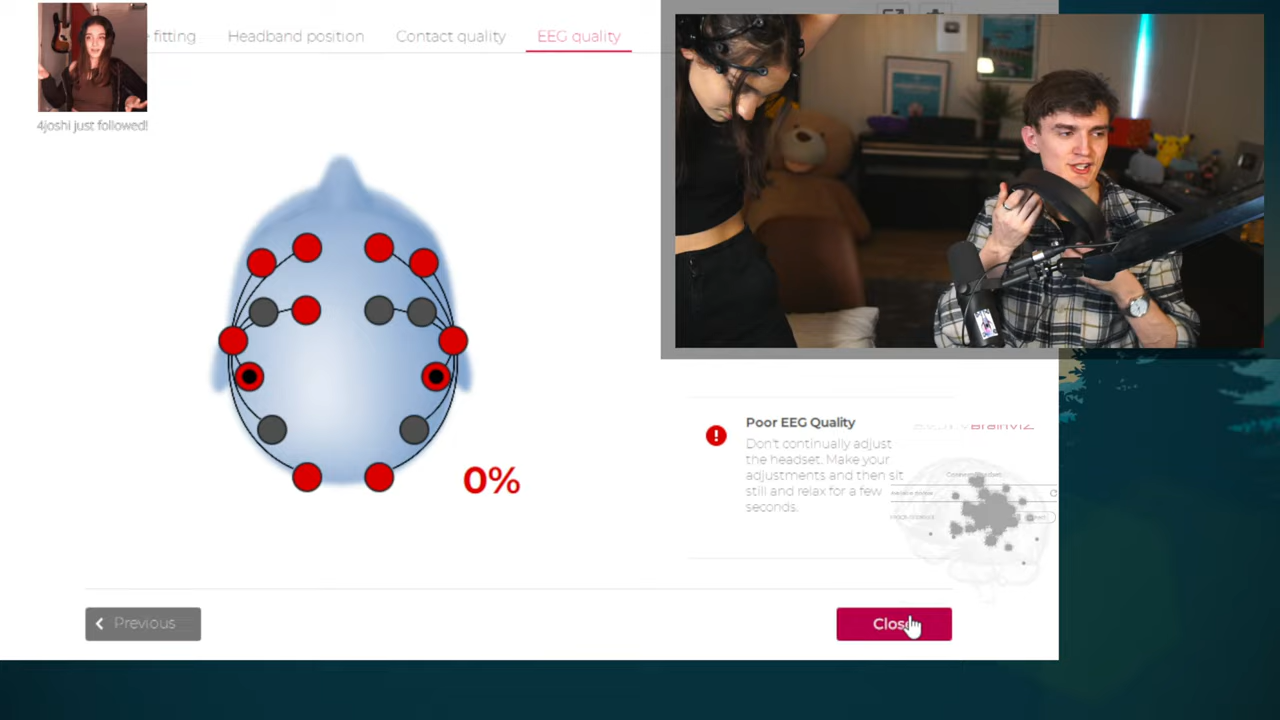 fitting
Headband position
Contact quality
EEG quality
4joshi just followed!
0%
Poor EEG Quality
Don't continually adjust
the headset. Make your
adjustments and then sit
still and relax for a few
seconds.
BrainViz
Previous
Close